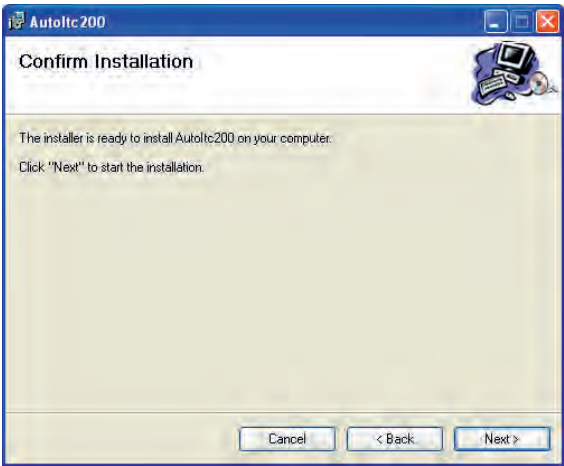 AutoItc200
Confirm Installation
The installer is ready to install AutoItc200 on your computer.
Click "Next" to start the installation.
Cancel
< Back
Next >